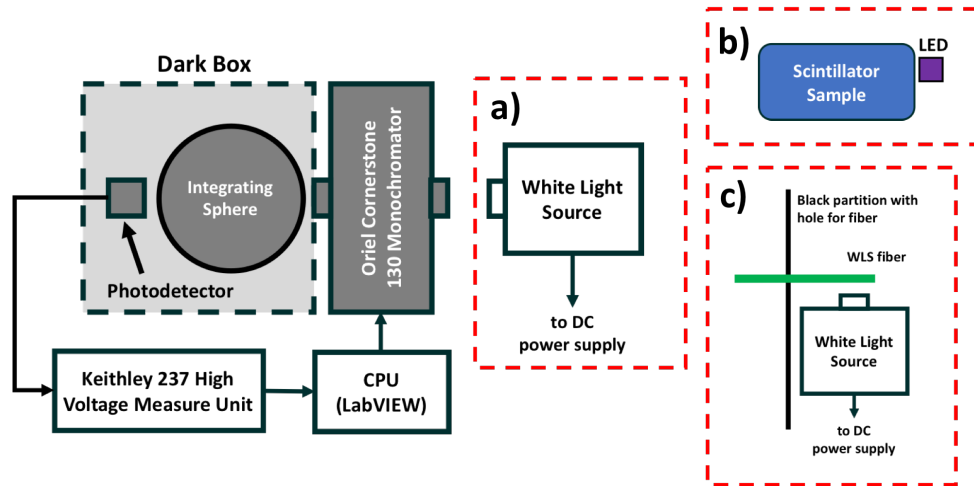 Dark Box
Integrating
Sphere
Photodetector
Oriel Cornerstone
130 Monochromator
Keithley 237 High
Voltage Measure Unit
CPU
(LabVIEW)
a)
White Light
Source
to DC
power supply
b)
LED
Scintillator
Sample
c)
Black partition with
hole for fiber
WLS fiber
White Light
Source
to DC
power supply